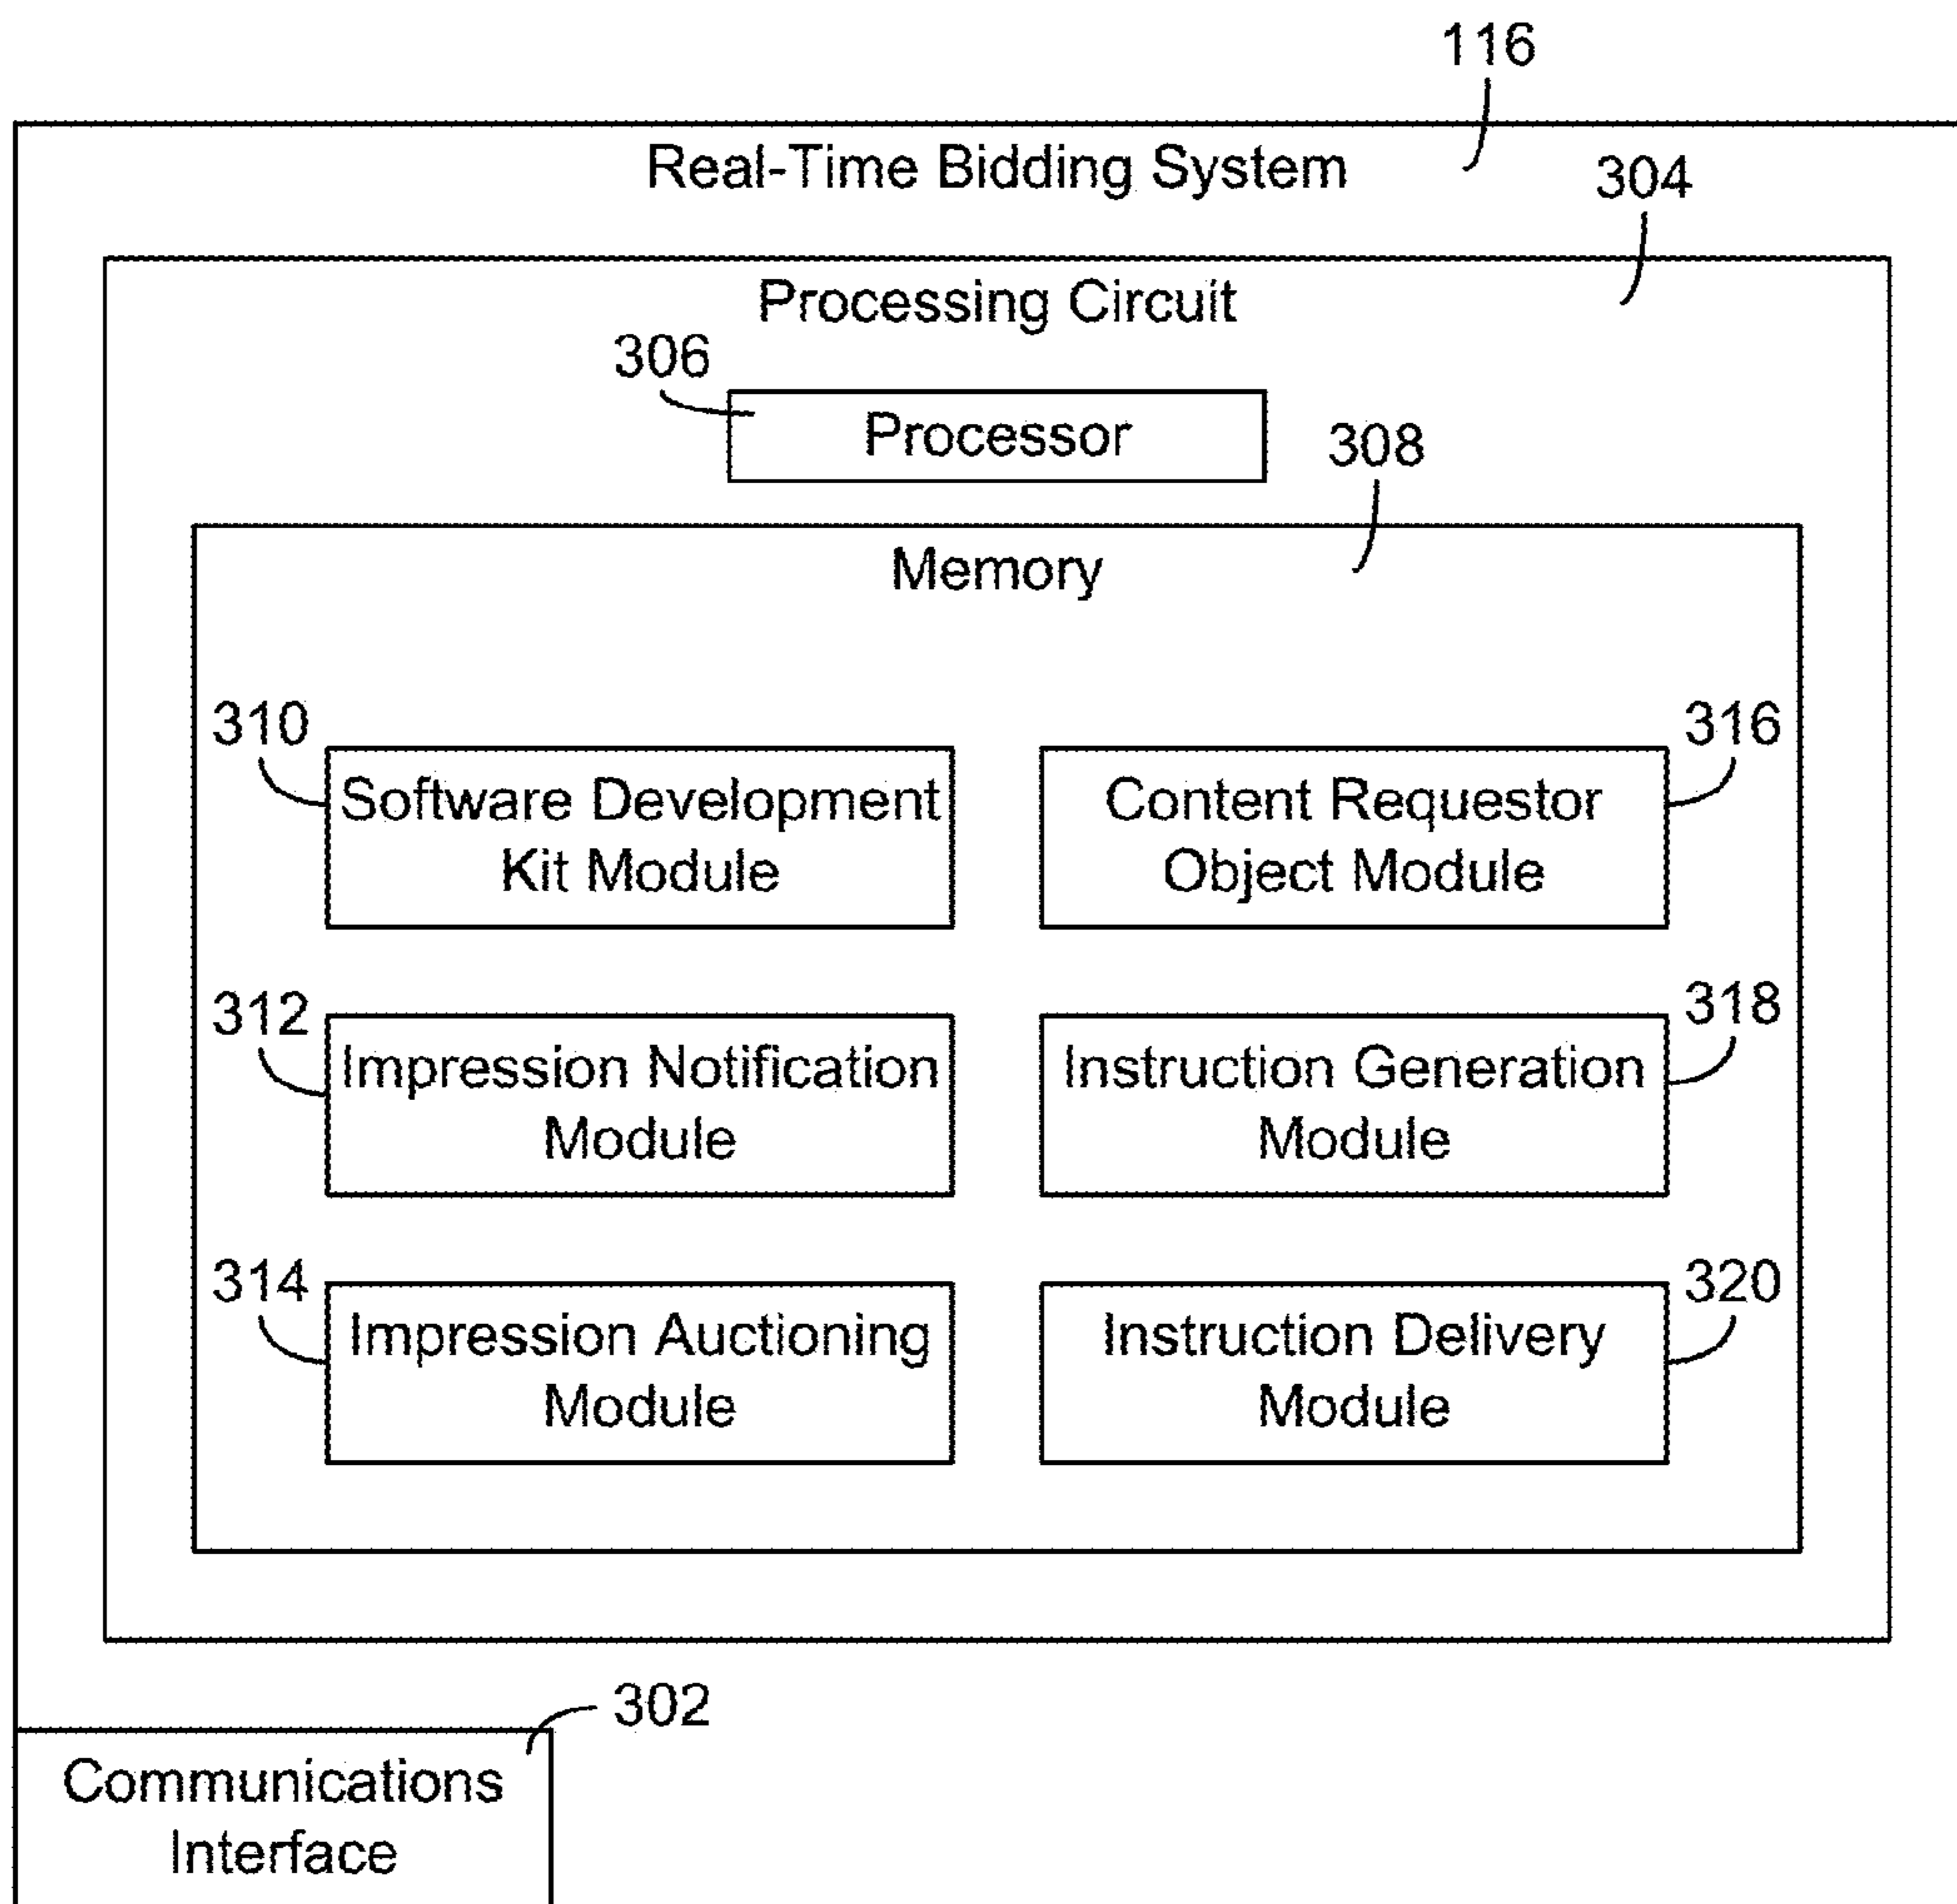 116
Real-Time Bidding System
304
Processing Circuit
306
Processor
308
Memory
310
Software Development
Kit Module
316
Content Requestor
Object Module
312
Impression Notification
Module
318
Instruction Generation
Module
314
Impression Auctioning
Module
320
Instruction Delivery
Module
302
Communications
Interface